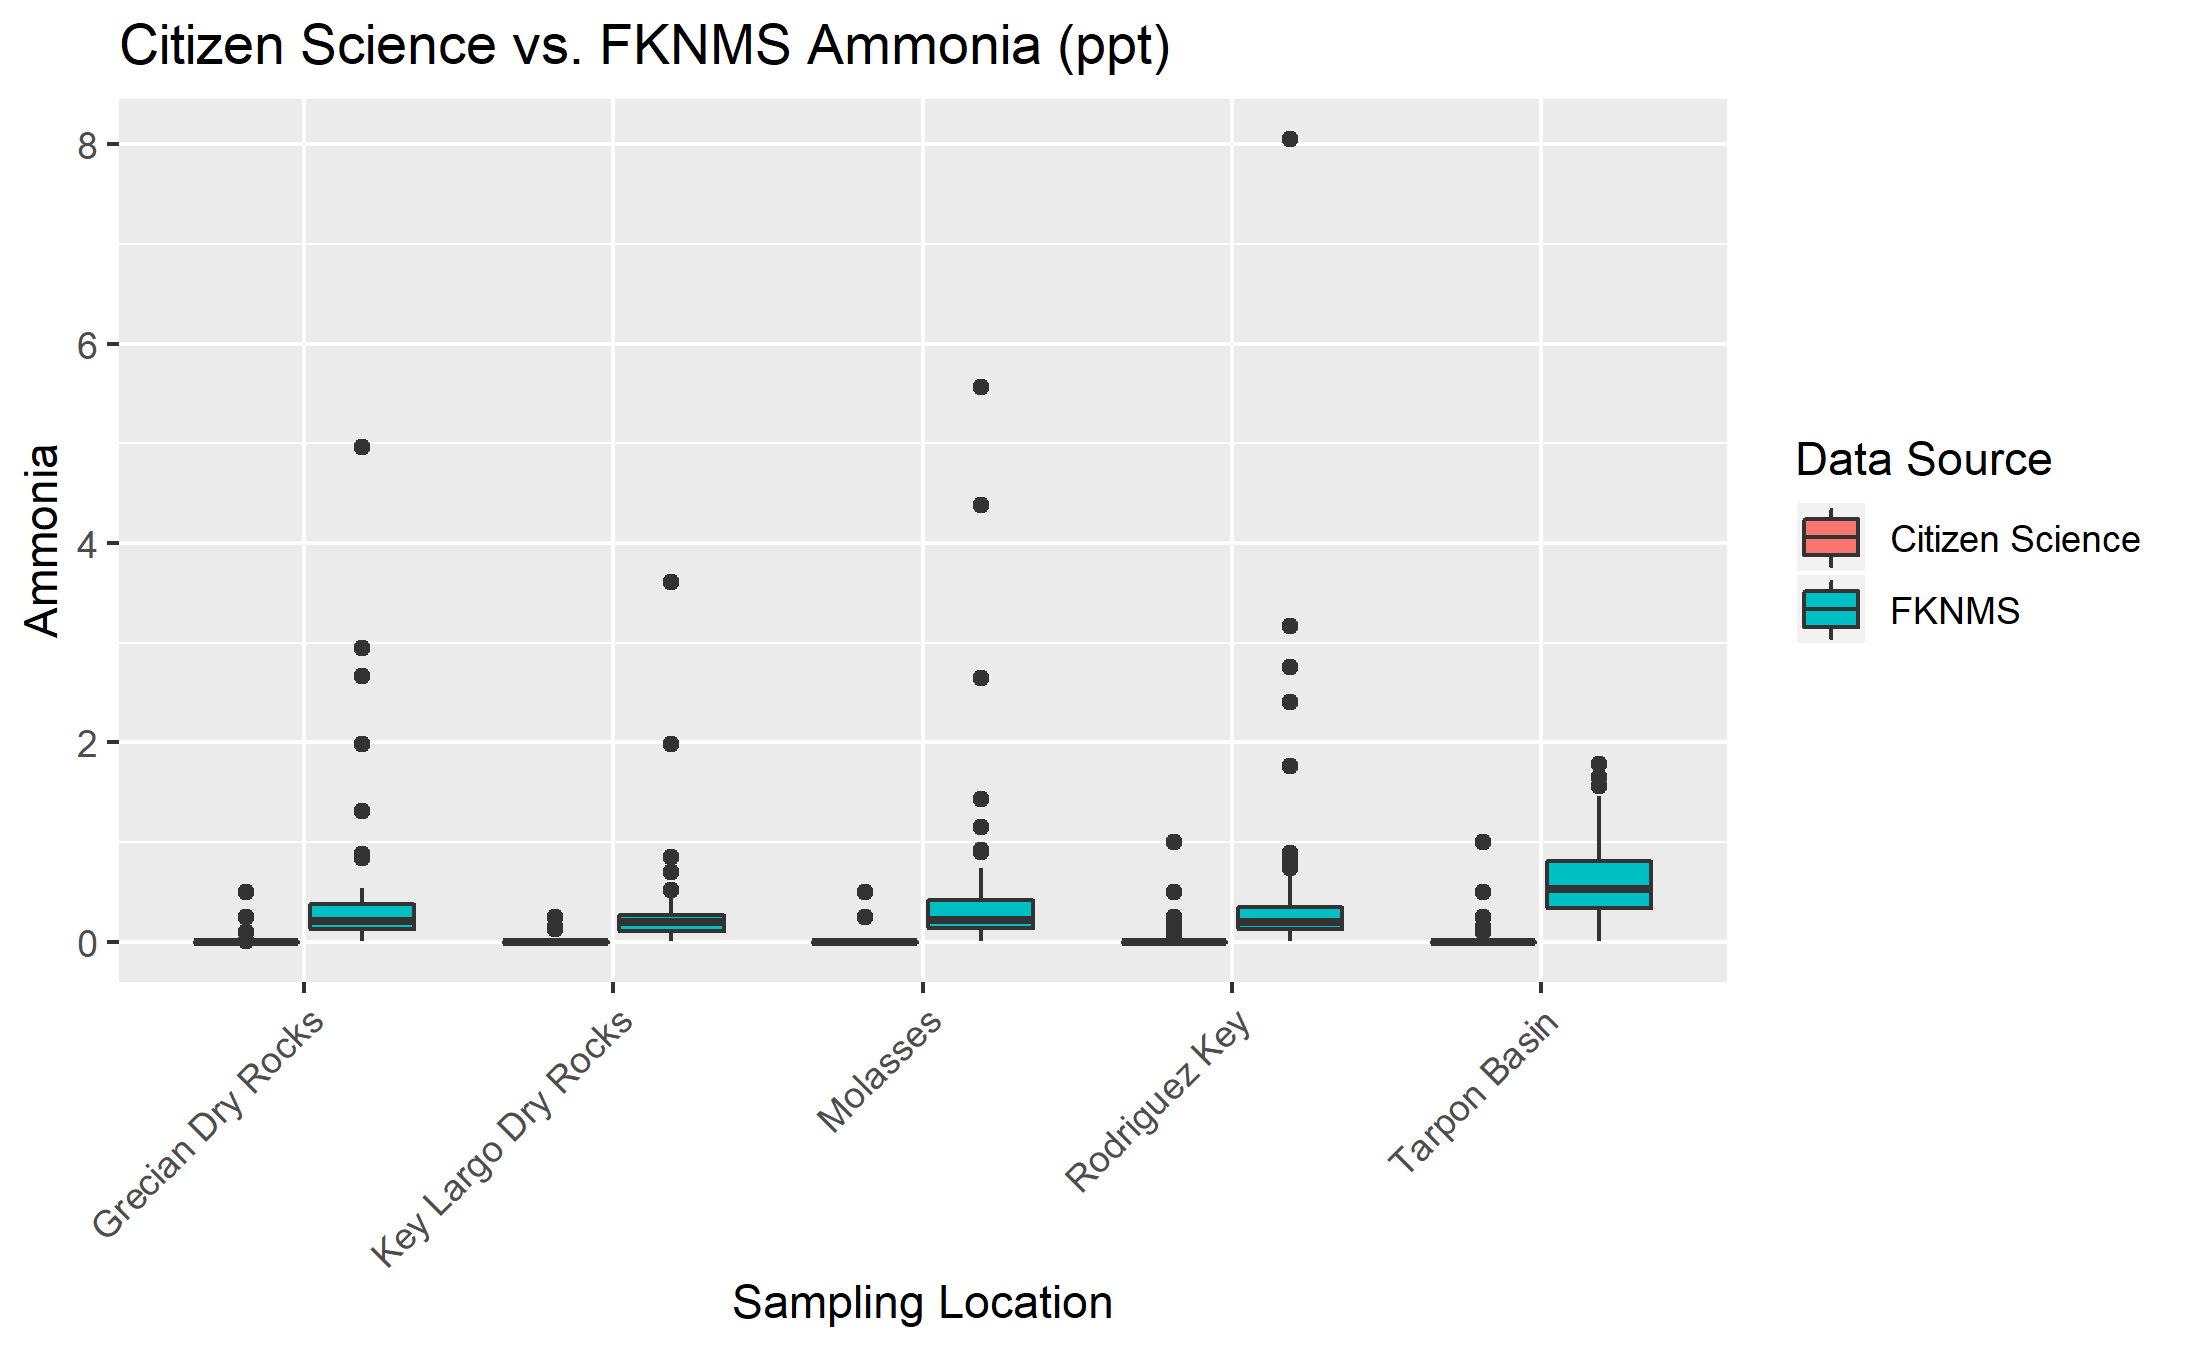 Citizen Science vs. FKNMS Ammonia (ppt)
8
6
4
2
0
Ammonia
Grecian Dry Rocks
Key Largo Dry Rocks
Molasses
Rodriguez Key
Tarpon Basin
Sampling Location
Data Source
Citizen Science
FKNMS